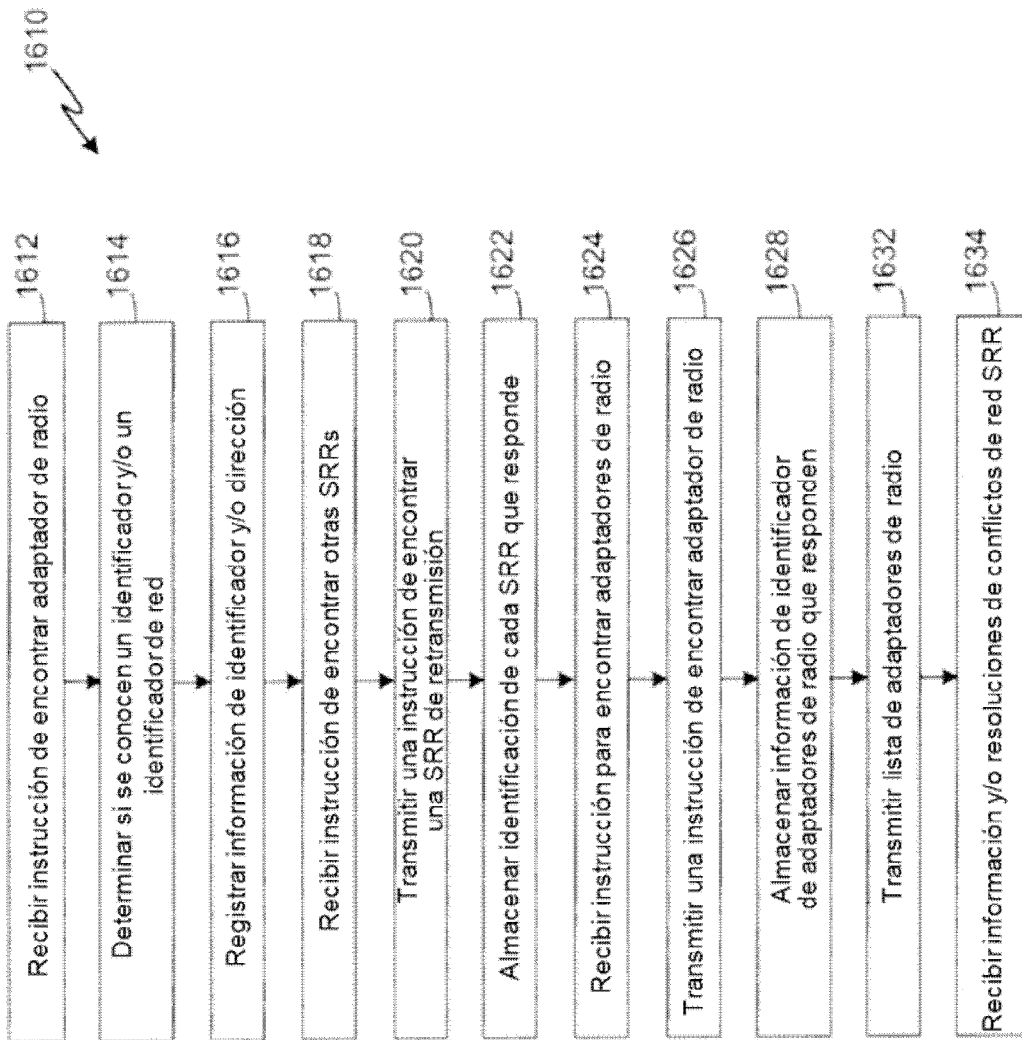 1610
1612
Recibir instrucción de encontrar adaptador de radio
1614
Determinar si se conocen un identificador y/o un
identificadorde red
1616
Registrar información de identificador y/o dirección
1618
Recibir instrucción de encontrar otras SRRs
1620
Transmitir una instrucción de encontrar
una SRR de retransmisión
1622
Almacenar identificación de cada SRR que responde
1624
Recibir instrucción para encontrar adaptadores de radio
1626
Transmitir una instrucción de encontrar adaptador de radio
1628
Almacenar información de identificador
de adaptadores de radio que responden
1632
Transmitir lista de adaptadores de radio
1634
Recibir información y/o resoluciones de conflictos de red SRR